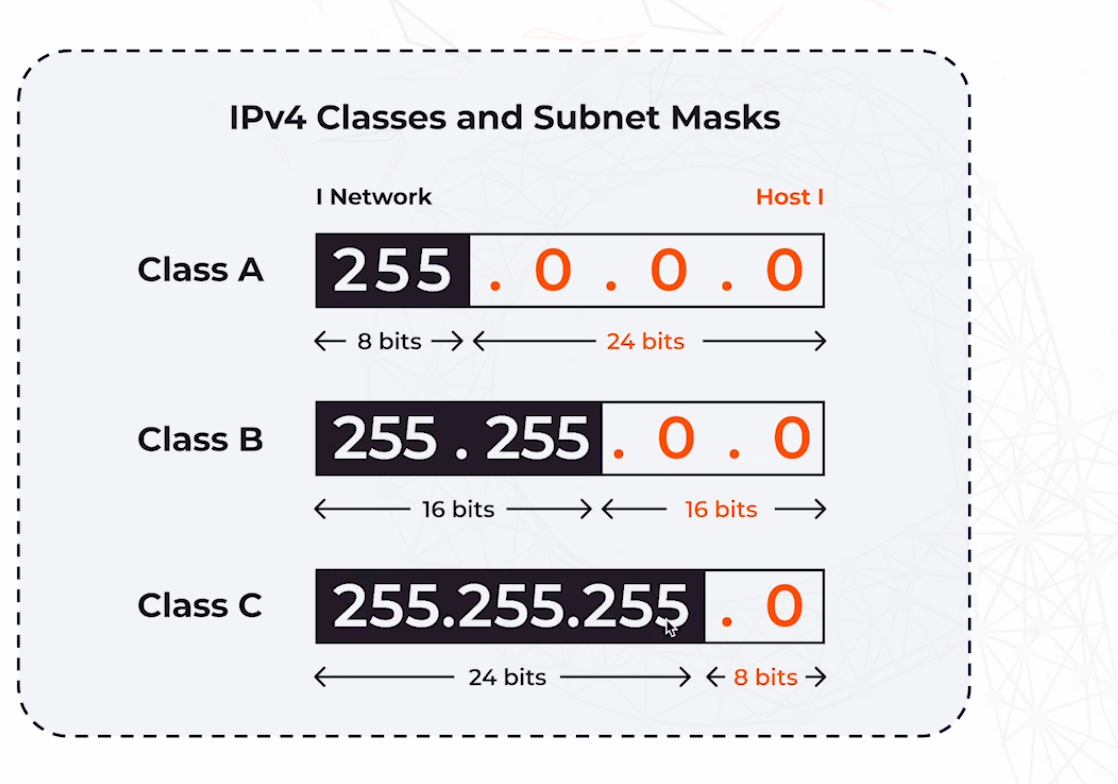 IPv4 Classes and Subnet Masks
I Network Host I
Class A 255 . 0 . 0 . 0
8 bits 24 bits
Class B 255 . 255 . 0 . 0
16 bits 16 bits
Class C 255.255.255 . 0
24 bits 8 bits